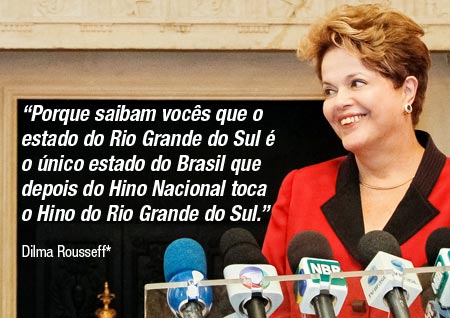 “Porque saibam vocês que o
estado do Rio Grande do Sul é
o único estado do Brasil que
depois do Hino Nacional toca
o Hino do Rio Grande do Sul.”
Dilma Rousseff*
NBR